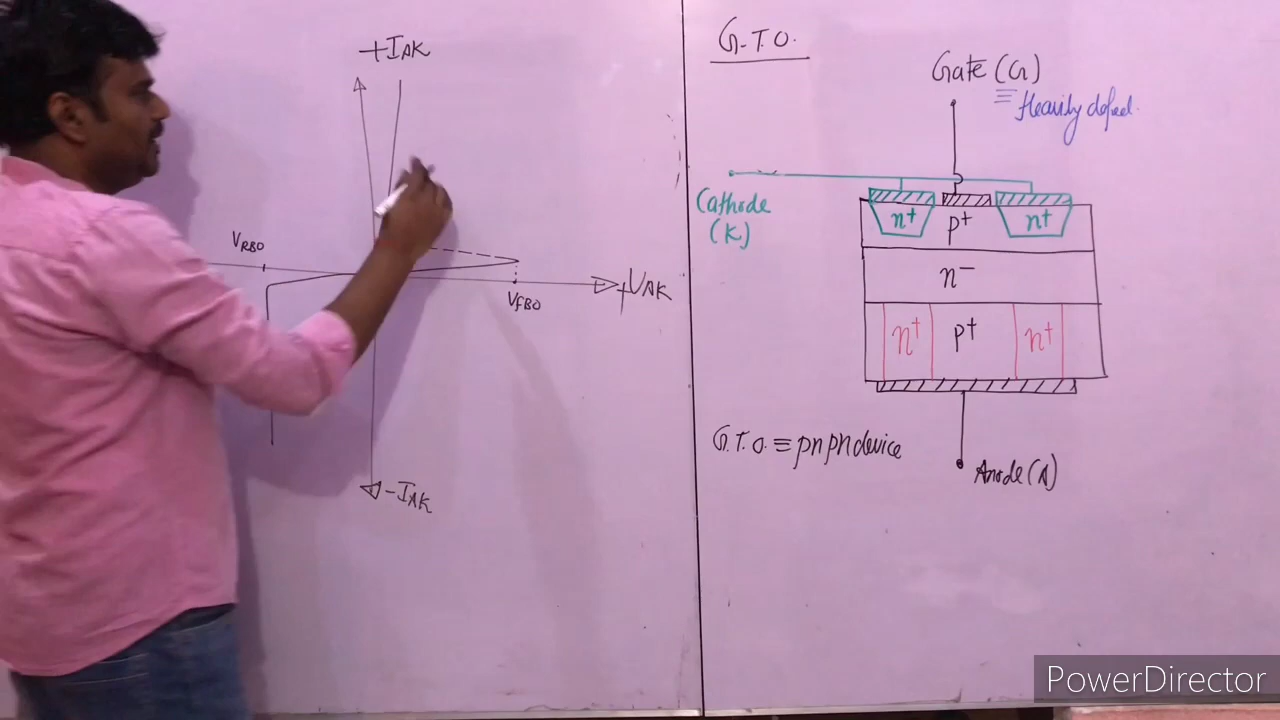 +IAK
VRBO
VfBO
+VAK
-IAK
G.T.O.
Gate (G)
Heavily doped.
Cathode
(K)
n+ p+ n+
n-
n+ p+ n+
G.T.O. ≡ pnpn device
Anode (A)
PowerDirector